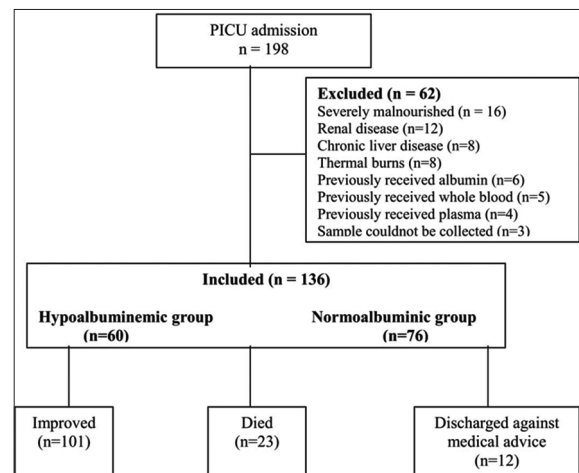 PICU admission
n = 198
Excluded (n = 62)
Severely malnourished (n = 16)
Renal disease (n=12)
Chronic liver disease (n=8)
Thermal burns (n=8)
Previously received albumin (n=6)
Previously received whole blood (n=5)
Previously received plasma (n=4)
Sample couldnot be collected (n=3)
Included (n = 136)
Hypoalbuminemic group Normoalbuminic group
(n=60) (n=76)
Improved
(n=101)
Died
(n=23)
Discharged against
medical advice
(n=12)